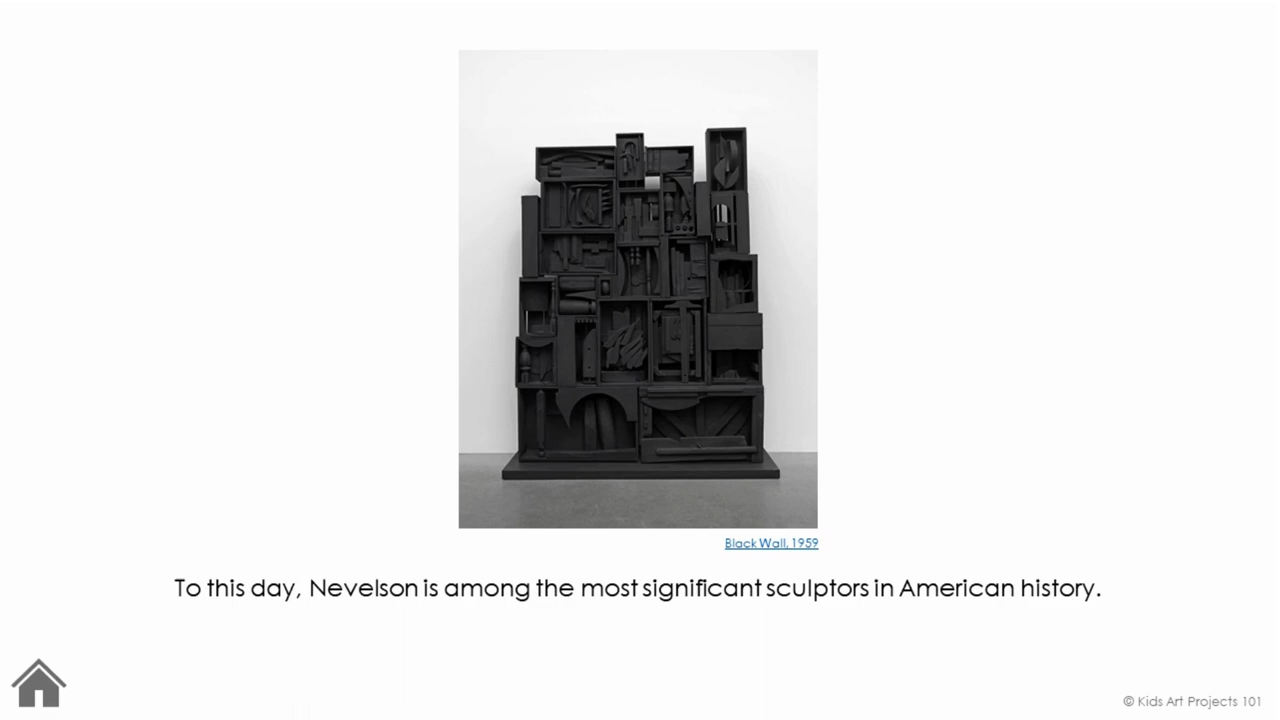 Black Wall, 1959
To this day, Nevelson is among the most significant sculptors in American history.
© Kids Art Projects 101